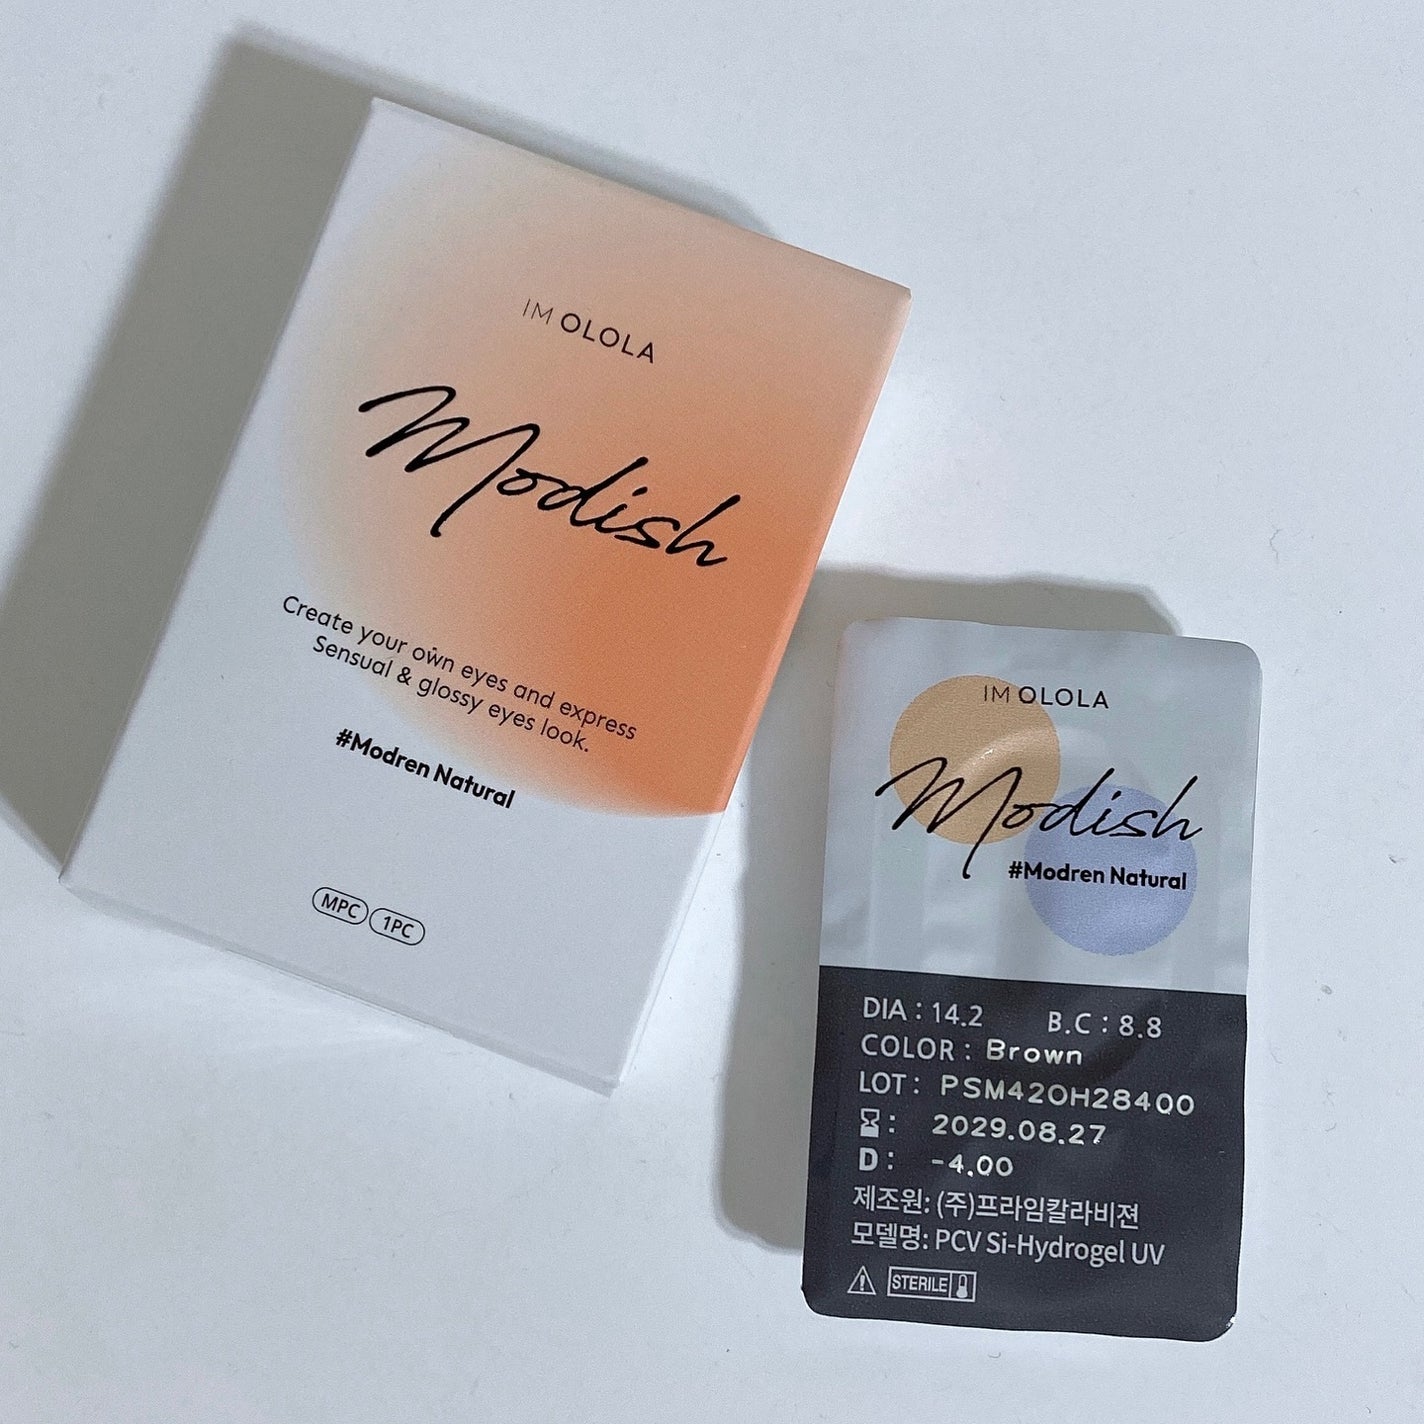 IM OLOLA
Modish
Create your own eyes and express
Sensual & glossy eyes look.
#Modren Natural
MPC 1PC
IM OLOLA
Modish
#Modren Natural
DIA : 14.2 B.C : 8.8
COLOR : Brown
LOT : PSM420H28400
: 2029.08.27
D : -4.00
제조원: (주)프라임칼라비젼
모델명: PCV Si-Hydrogel UV
STERILE